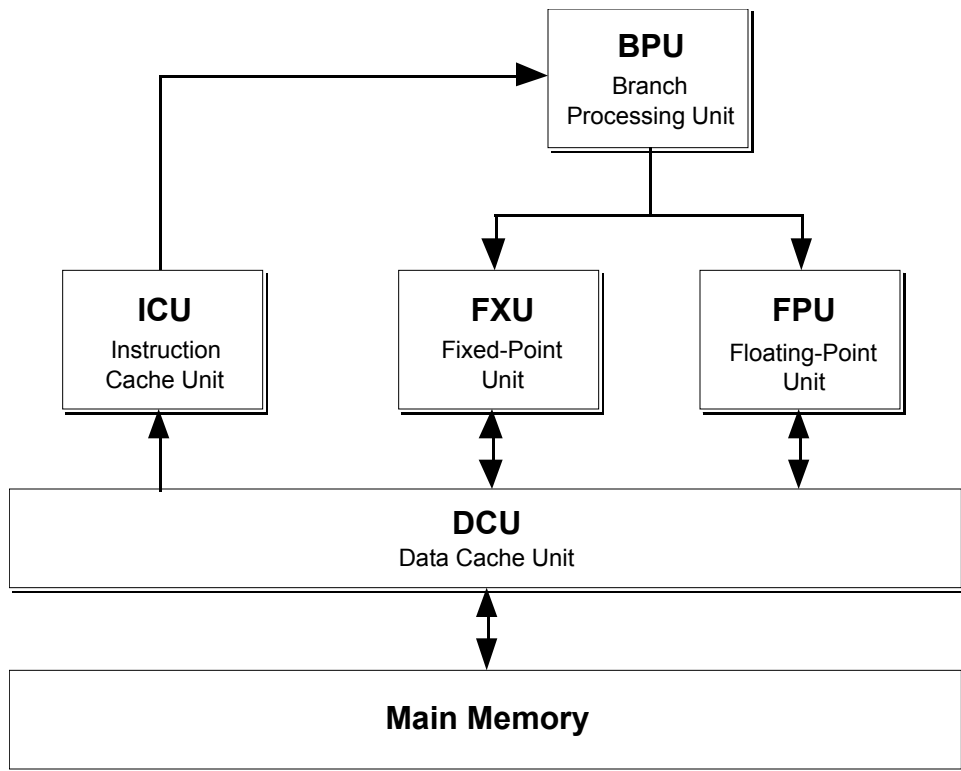 BPU
Branch
Processing Unit
ICU
Instruction
Cache Unit
FXU
Fixed-Point
Unit
FPU
Floating-Point
Unit
DCU
Data Cache Unit
Main Memory